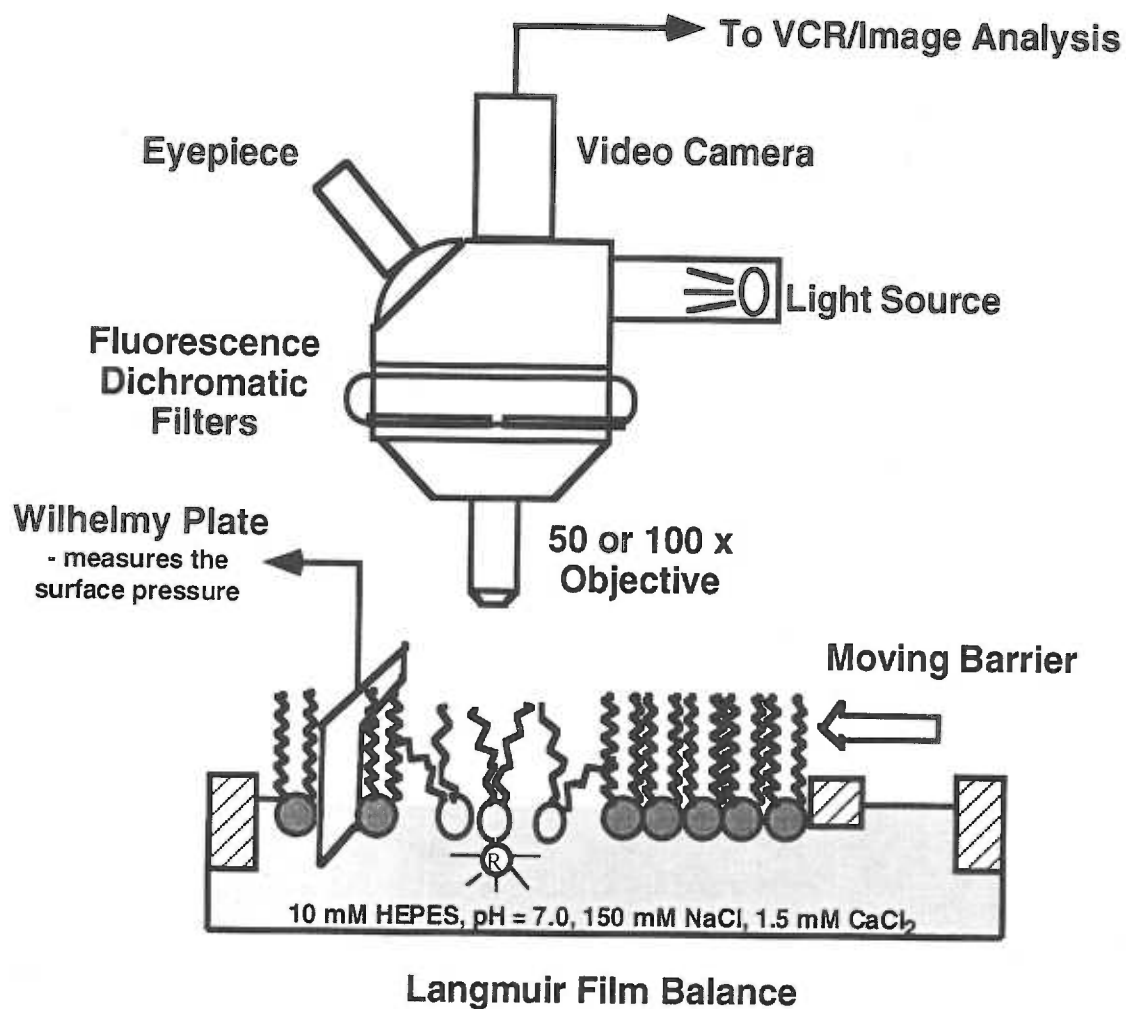 To VCR/Image Analysis
Eyepiece
Video Camera
Light Source
Fluorescence
Dichromatic
Filters
Wilhelmy Plate
- measures the
surface pressure
50 or 100 x
Objective
Moving Barrier
R
10 mM HEPES, pH = 7.0, 150 mM NaCl, 1.5 mM CaCl₂
Langmuir Film Balance